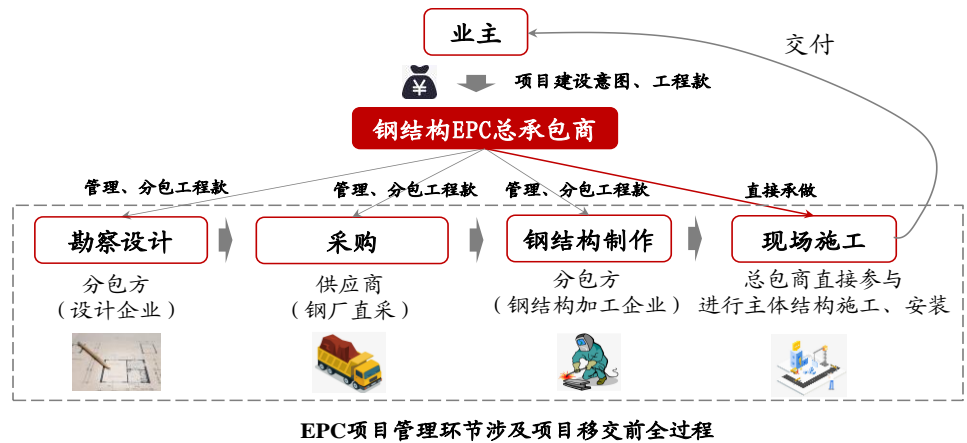 业主
交付
¥
项目建设意图、工程款
钢结构EPC总承包商
管理、分包工程款
管理、分包工程款
管理、分包工程款
直接承做
勘察设计
采购
钢结构制作
现场施工
分包方
（设计企业）
供应商
（钢厂直采）
分包方
（钢结构加工企业）
总包商直接参与
进行主体结构施工、安装
EPC项目管理环节涉及项目移交前全过程